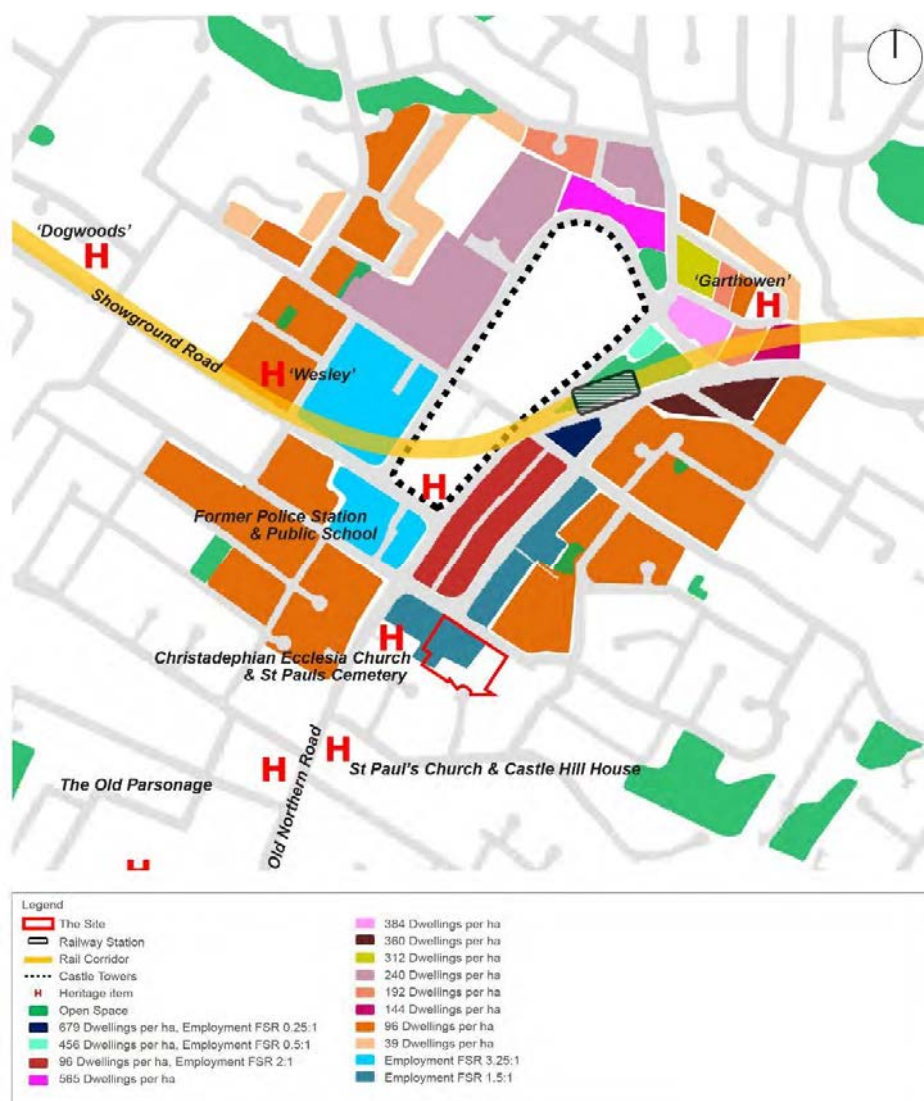 'Dogwoods'
H
Showground Road
'Garthowen'
H
H
'Wesley'
H
Former Police Station
& Public School
H
Christadephian Ecclesia Church
& St Pauls Cemetery
H
H
St Paul's Church & Castle Hill House
The Old Parsonage
Old Northern Road
H
Legend
The Site
Railway Station
Rail Corridor
Castle Towers
H Heritage item
Open Space
679 Dwellings per ha, Employment FSR 0.25:1
456 Dwellings per ha, Employment FSR 0.5:1
96 Dwellings per ha, Employment FSR 2:1
565 Dwellings per ha
384 Dwellings per ha
360 Dwellings per ha
312 Dwellings per ha
240 Dwellings per ha
192 Dwellings per ha
144 Dwellings per ha
96 Dwellings per ha
39 Dwellings per ha
Employment FSR 3.25:1
Employment FSR 1.5:1